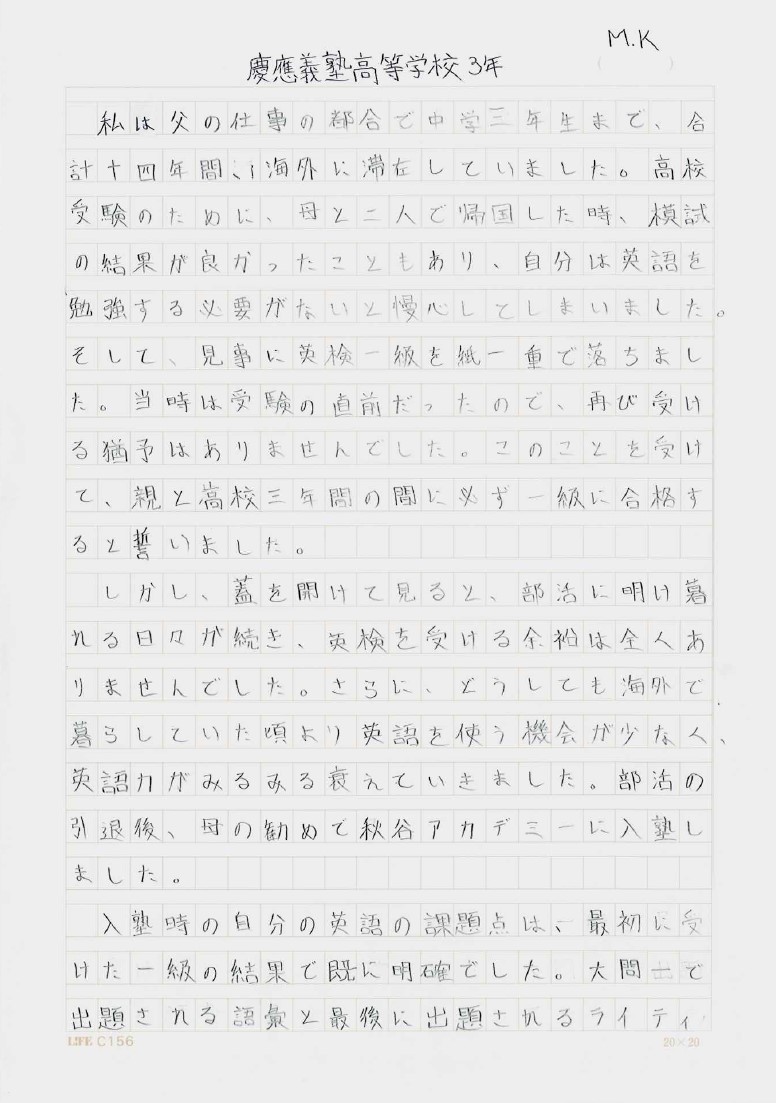 M.K
慶應義塾高等学校3年
私は父の仕事の都合で中学三年生まで、合
計十四年間、海外に滞在していました。高校
受験のために、母と二人で帰国した時、模試
の結果が良かったこともあり、自分は英語を
勉強する必要がないと慢心してしまいました。
そして、見事に英検一級を紙一重で落ちまし
た。当時は受験の直前だったので、再び受け
る猶予はありませんでした。このことを受け
て、親と高校三年間の間に必ず一級に合格す
ると誓いました。
しかし、蓋を開けて見ると、部活に明け暮
れる日々が続き、英検を受ける余裕は全くあ
りませんでした。さらに、どうしても海外で
暮らしていた頃より英語を使う機会が少なく、
英語力がみるみる衰えていきました。部活の
引退後、母の勧めで秋谷アカデミーに入塾し
ました。
入塾時の自分の英語の課題点は、最初に受
けた一級の結果で既に明確でした。大問一で
出題される語彙と最後に出題されるライティ
LIFE C156
20×20